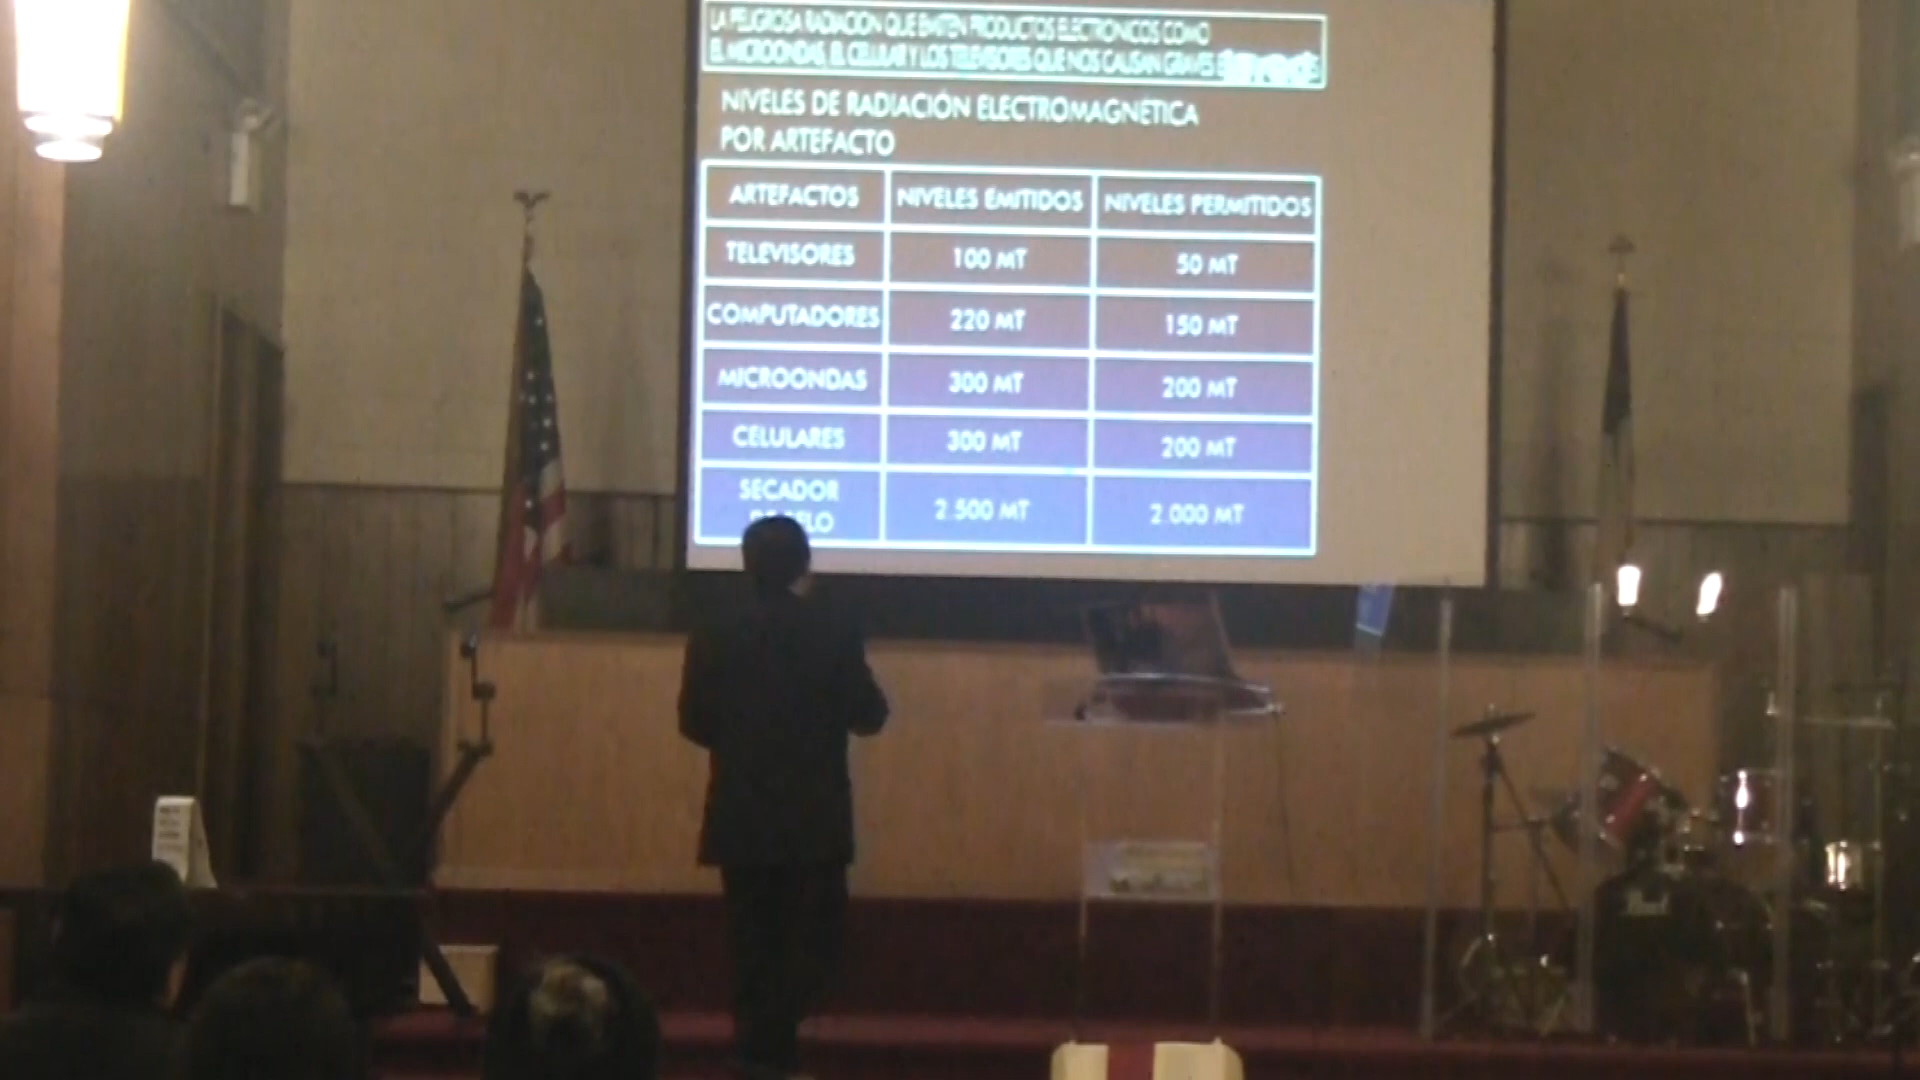 LA PELIGROSA RADIACION QUE EMITEN PRODUCTOS ELECTRONICOS COMO
EL MICROONDAS, EL CELULAR Y LOS TELEVISORES QUE NOS CAUSAN GRAVES
NIVELES DE RADIACIÓN ELECTROMAGNÉTICA
POR ARTEFACTO
ARTEFACTOS NIVELES EMITIDOS NIVELES PERMITIDOS
TELEVISORES 100 MT 50 MT
COMPUTADORES 220 MT 150 MT
MICROONDAS 300 MT 200 MT
CELULARES 300 MT 200 MT
SECADOR 2.500 MT 2.000 MT